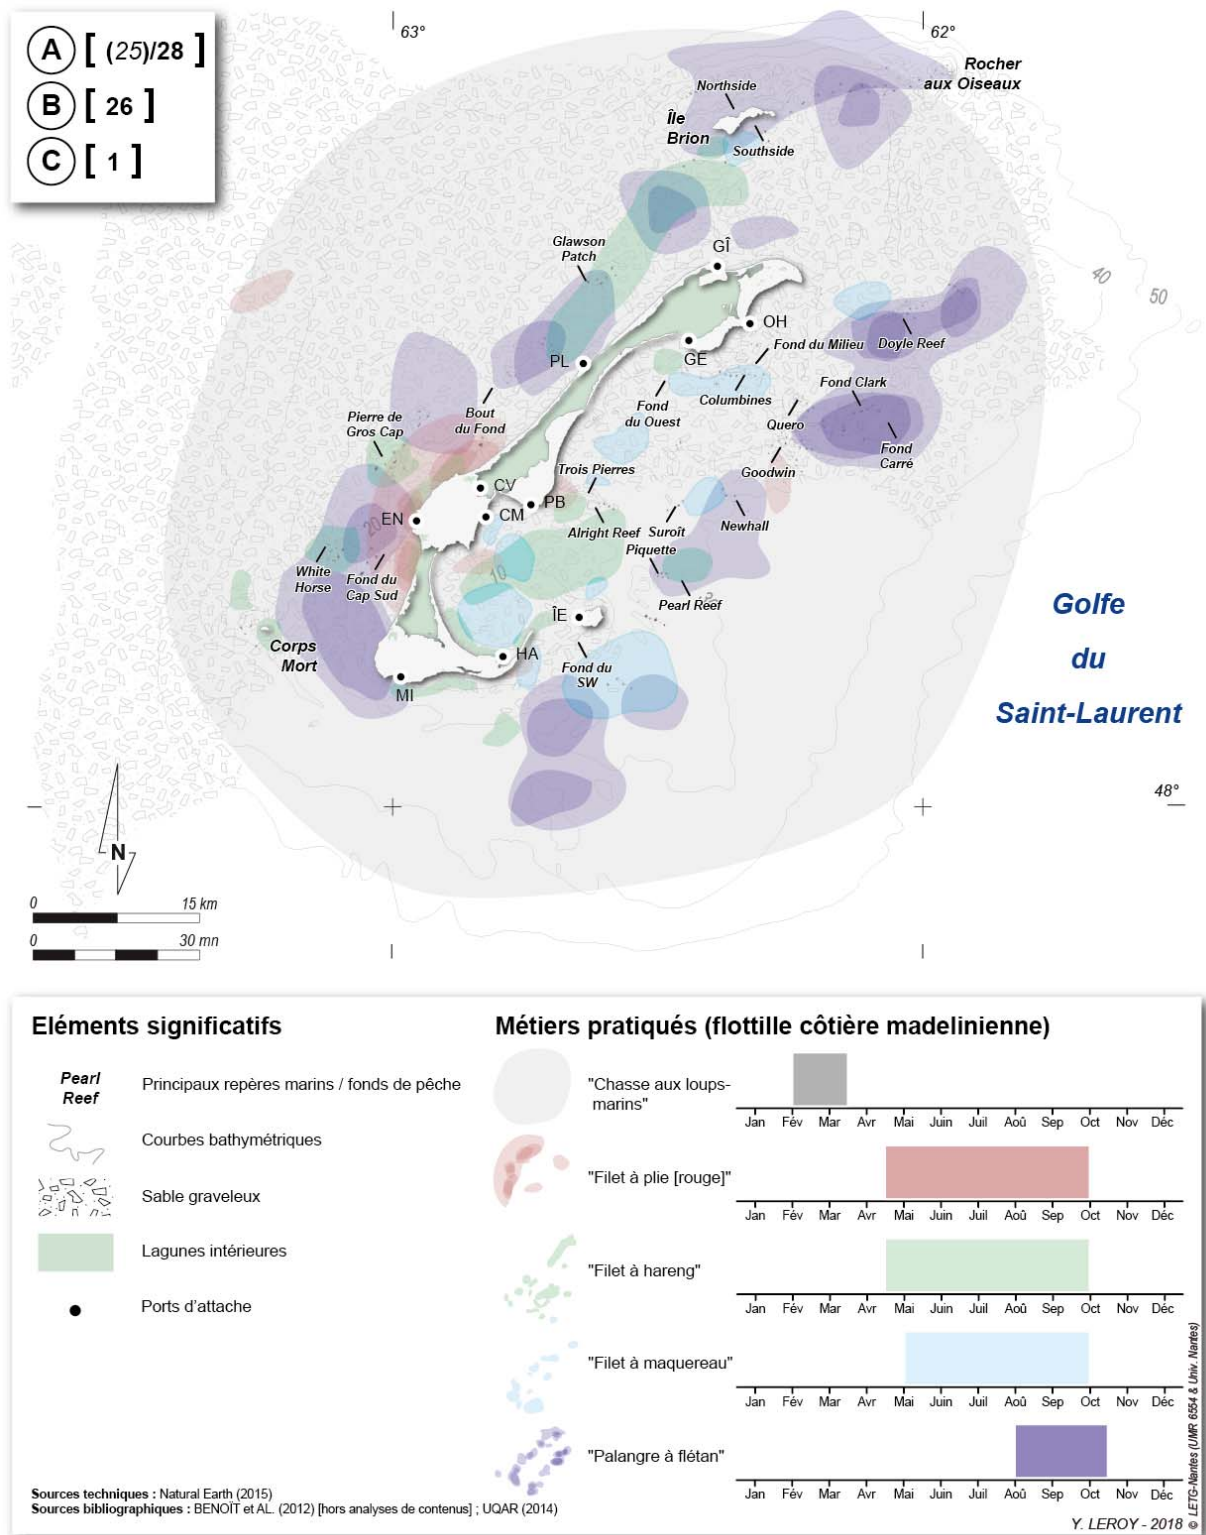 A [ (25)/28 ]
B [ 26 ]
C [ 1 ]
63°
62°
Rocher
aux Oiseaux
Northside
Île
Brion
Southside
Glawson
Patch
GÎ
40
50
OH
Fond du Milieu
Doyle Reef
GE
PL
Fond Clark
Columbines
Fond
du Ouest
Quero
Bout
du Fond
Pierre de
Gros Cap
Fond
Carré
Goodwin
Trois Pierres
CV
PB
CM
EN
20
Alright Reef
Suroît
Newhall
Piquette
White
Horse
Fond du
Cap Sud
10
Pearl Reef
Golfe
du
Saint-Laurent
ÎE
Corps
Mort
HA
Fond du
SW
MI
48°
N
0 15 km
0 30 mn
Eléments significatifs
Pearl
Reef
Principaux repères marins / fonds de pêche
Courbes bathymétriques
Sable graveleux
Lagunes intérieures
Ports d'attache
Métiers pratiqués (flottille côtière madelinienne)
"Chasse aux loups-
marins"
Jan Fév Mar Avr Mai Juin Juil Aoû Sep Oct Nov Déc
"Filet à plie [rouge]"
Jan Fév Mar Avr Mai Juin Juil Aoû Sep Oct Nov Déc
"Filet à hareng"
Jan Fév Mar Avr Mai Juin Juil Aoû Sep Oct Nov Déc
"Filet à maquereau"
Jan Fév Mar Avr Mai Juin Juil Aoû Sep Oct Nov Déc
"Palangre à flétan"
Jan Fév Mar Avr Mai Juin Juil Aoû Sep Oct Nov Déc
Sources techniques : Natural Earth (2015)
Sources bibliographiques : BENOÎT et AL. (2012) [hors analyses de contenus] ; UQAR (2014)
Y. LEROY - 2018
© LETG-Nantes (UMR 6554 & Univ. Nantes)